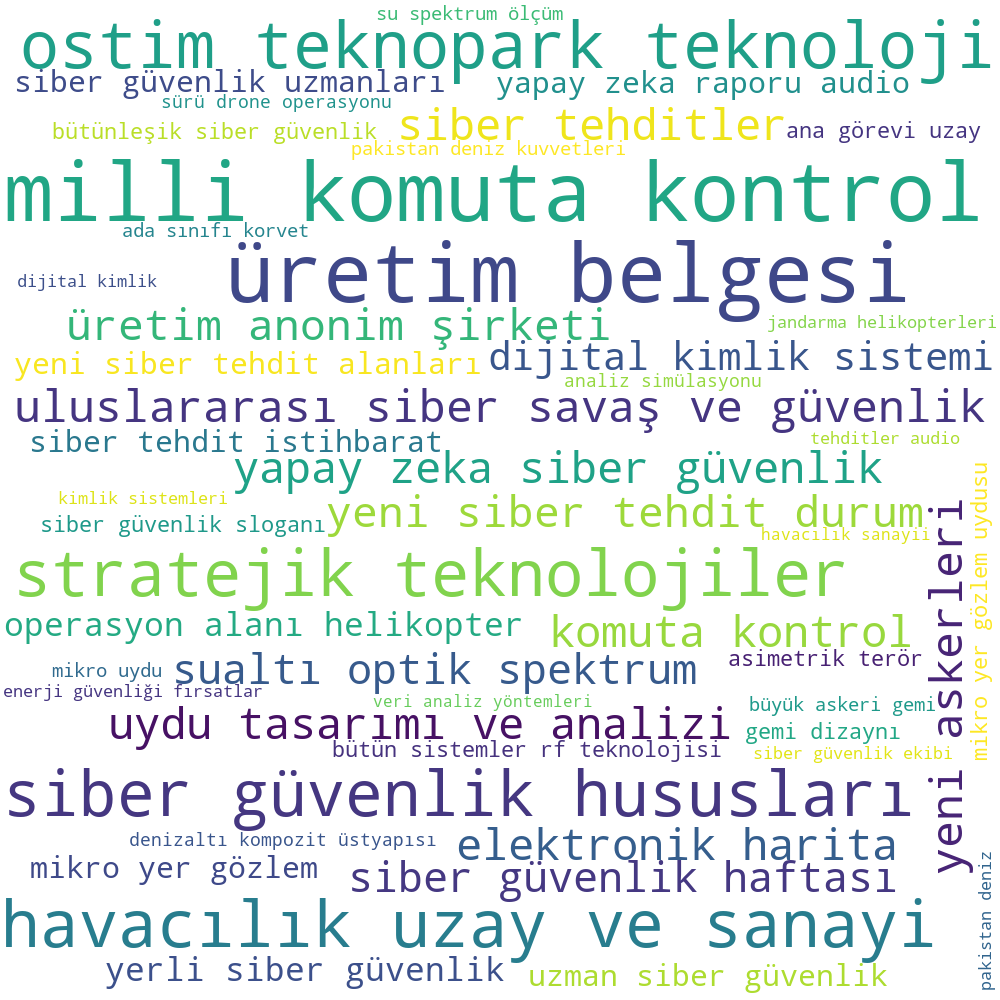 su spektrum ölçüm
ostim teknopark teknoloji
siber güvenlik uzmanları
yapay zeka raporu audio
sürü drone operasyonu
bütünleşik siber güvenlik
siber tehditler
ana görevi uzay
pakistan deniz kuvvetleri
milli komuta kontrol
ada sınıfı korvet
üretim belgesi
dijital kimlik
üretim anonim şirketi
jandarma helikopterleri
yeni siber tehdit alanları
dijital kimlik sistemi
analiz simülasyonu
uluslararası siber savaş ve güvenlik
siber tehdit istihbarat
tehditler audio
yapay zeka siber güvenlik
kimlik sistemleri
siber güvenlik sloganı
yeni siber tehdit durum
havacılık sanayii
stratejik teknolojiler
operasyon alanı helikopter
komuta kontrol
mikro uydu
sualtı optik spektrum
asimetrik terör
enerji güvenliği fırsatlar
veri analiz yöntemleri
büyük askeri gemi
uydu tasarımı ve analizi
gemi dizaynı
bütün sistemler rf teknolojisi
siber güvenlik ekibi
yeni askerleri
mikro yer gözlem uydusu
siber güvenlik hususları
denizaltı kompozit üstyapısı
elektronik harita
mikro yer gözlem
siber güvenlik haftası
havacılık uzay ve sanayi
pakistan deniz
yerli siber güvenlik
uzman siber güvenlik